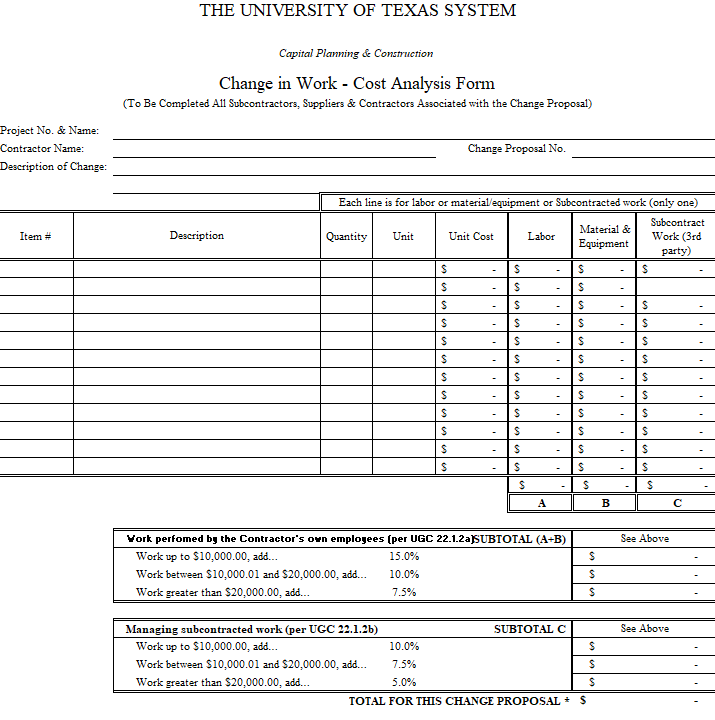 THE UNIVERSITY OF TEXAS SYSTEM
Capital Planning & Construction
Change in Work - Cost Analysis Form
(To Be Completed All Subcontractors, Suppliers & Contractors Associated with the Change Proposal)
Project No. & Name:
Contractor Name: Change Proposal No.
Description of Change:
Each line is for labor or material/equipment or Subcontracted work (only one)
Item # Description Quantity Unit Unit Cost Labor Material & Equipment Subcontract Work (3rd party)
$ - $ - $ - $ -
$ - $ - $ -
$ - $ - $ - $ -
$ - $ - $ - $ -
$ - $ - $ - $ -
$ - $ - $ - $ -
$ - $ - $ - $ -
$ - $ - $ - $ -
$ - $ - $ - $ -
$ - $ - $ - $ -
$ - $ - $ - $ -
$ - $ - $ - $ -
$ - $ - $ -
A B C
Work perfomed by the Contractor's own employees (per UGC 22.1.2a) SUBTOTAL (A+B) See Above
Work up to $10,000.00, add... 15.0% $ -
Work between $10,000.01 and $20,000.00, add... 10.0% $ -
Work greater than $20,000.00, add... 7.5% $ -
Managing subcontracted work (per UGC 22.1.2b) SUBTOTAL C See Above
Work up to $10,000.00, add... 10.0% $ -
Work between $10,000.01 and $20,000.00, add... 7.5% $ -
Work greater than $20,000.00, add... 5.0% $ -
TOTAL FOR THIS CHANGE PROPOSAL * $ -